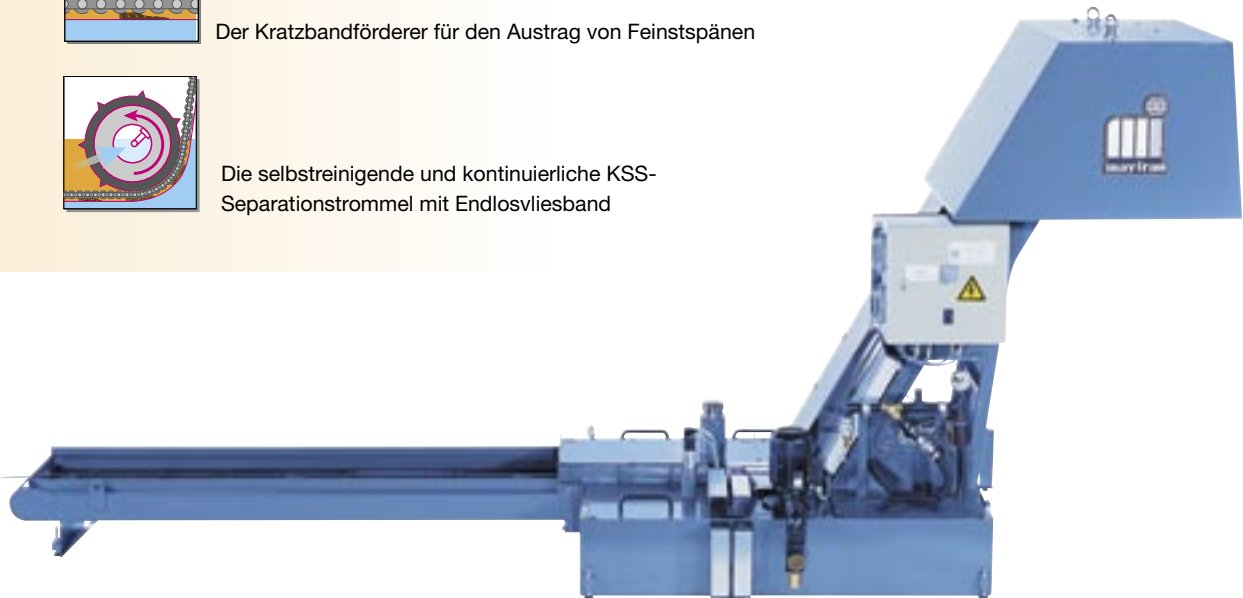 Der Kratzbandförderer für den Austrag von Feinstspänen
Die selbstreinigende und kontinuierliche KSS-
Separationstrommel mit Endlosvliesband